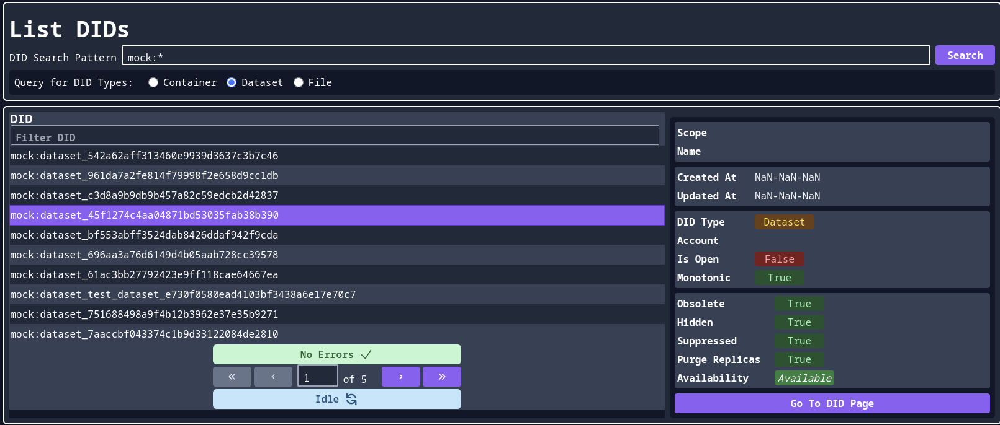 List DIDs
DID Search Pattern mock:* Search
Query for DID Types: Container Dataset File
DID
Filter DID
mock:dataset_542a62aff313460e9939d3637c3b7c46
mock:dataset_961da7a2fe814f79998f2e658d9cc1db
mock:dataset_c3d8a9b9db9b457a82c59edcb2d42837
mock:dataset_45f1274c4aa04871bd53035fab38b390
mock:dataset_bf553abff3524dab8426ddaf942f9cda
mock:dataset_696aa3a76d6149d4b05aab728cc39578
mock:dataset_61ac3bb27792423e9ff118cae64667ea
mock:dataset_test_dataset_e730f0580ead4103bf3438a6e17e70c7
mock:dataset_751688498a9f4b12b3962e37e35b9271
mock:dataset_7aaccbf043374c1b9d33122084de2810
No Errors ✓
« ‹ 1 of 5 › »
Idle
Scope
Name
Created At NaN-NaN-NaN
Updated At NaN-NaN-NaN
DID Type Dataset
Account
Is Open False
Monotonic True
Obsolete True
Hidden True
Suppressed True
Purge Replicas True
Availability Available
Go To DID Page